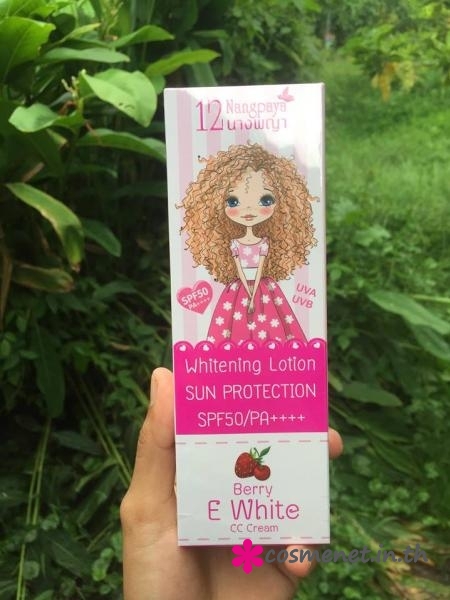 12 Nangpaya
นางพญา
SPF50
PA++++
UVA
UVB
Whitening Lotion
SUN PROTECTION
SPF50/PA++++
Berry
E White
CC Cream
cosmenet.in.th